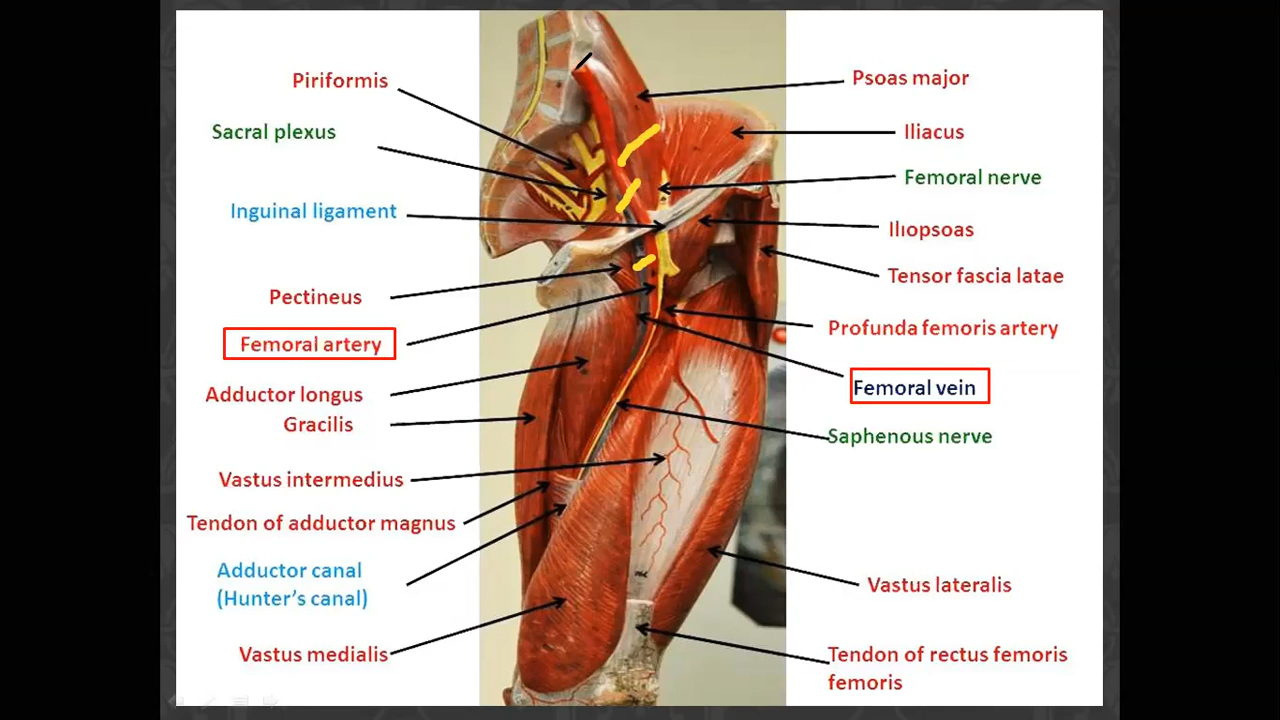 Piriformis
Sacral plexus
Inguinal ligament
Pectineus
Femoral artery
Adductor longus
Gracilis
Vastus intermedius
Tendon of adductor magnus
Adductor canal
(Hunter's canal)
Vastus medialis
Psoas major
Iliacus
Femoral nerve
Iliopsoas
Tensor fascia latae
Profunda femoris artery
Femoral vein
Saphenous nerve
Vastus lateralis
Tendon of rectus femoris
femoris